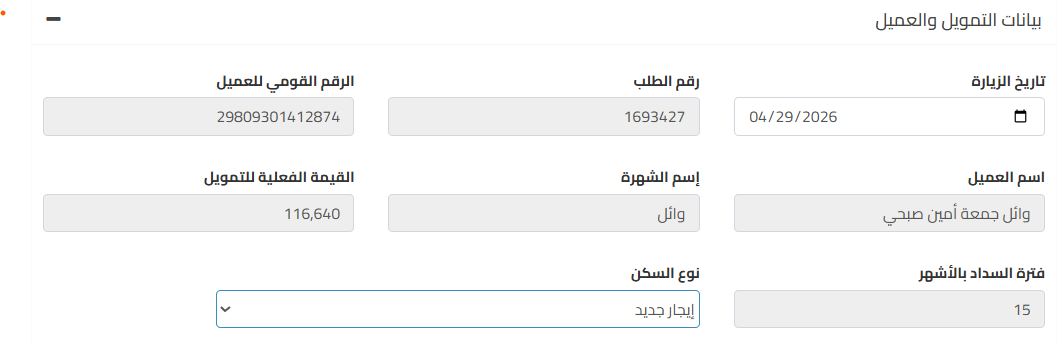 بيانات التمويل والعميل
تاريخ الزيارة
رقم الطلب
الرقم القومي للعميل
04/29/2026
1693427
29809301412874
اسم العميل
إسم الشهرة
القيمة الفعلية للتمويل
وائل جمعة أمين صبحي
وائل
116,640
فترة السداد بالأشهر
نوع السكن
15
إيجار جديد